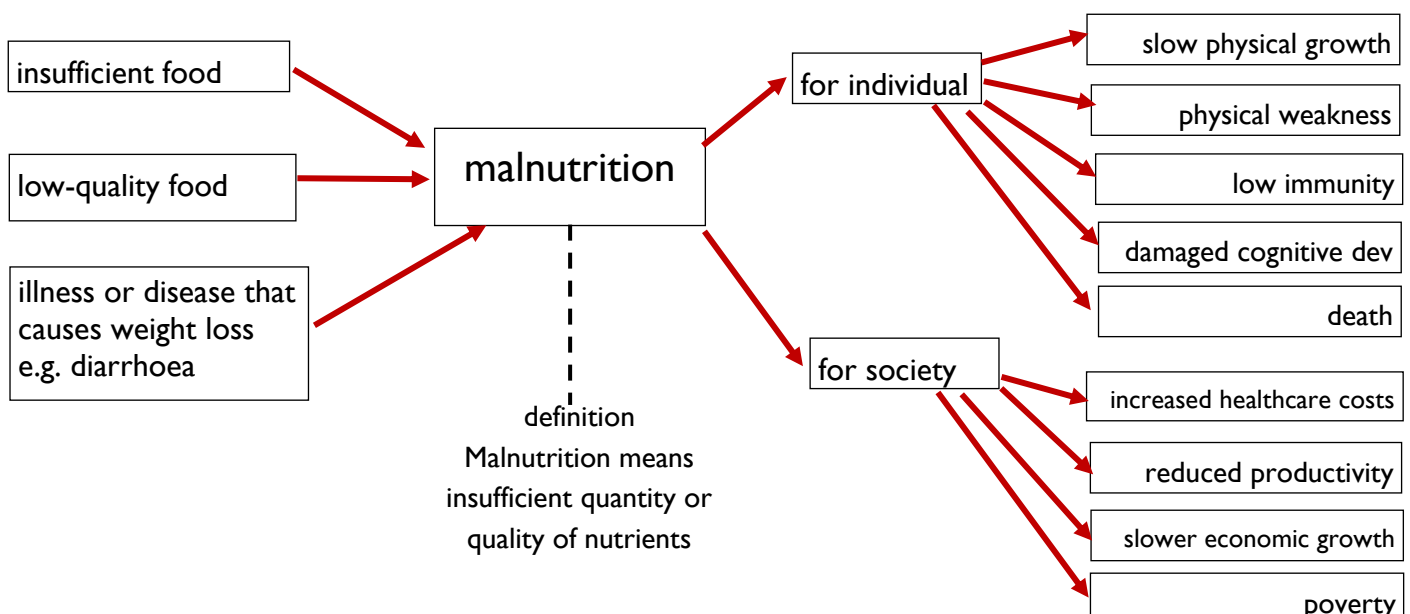 insufficient food
low-quality food
illness or disease that
causes weight loss
e.g. diarrhoea
malnutrition
definition
Malnutrition means
insufficient quantity or
quality of nutrients
for individual
slow physical growth
physical weakness
low immunity
damaged cognitive dev
death
for society
increased healthcare costs
reduced productivity
slower economic growth
poverty